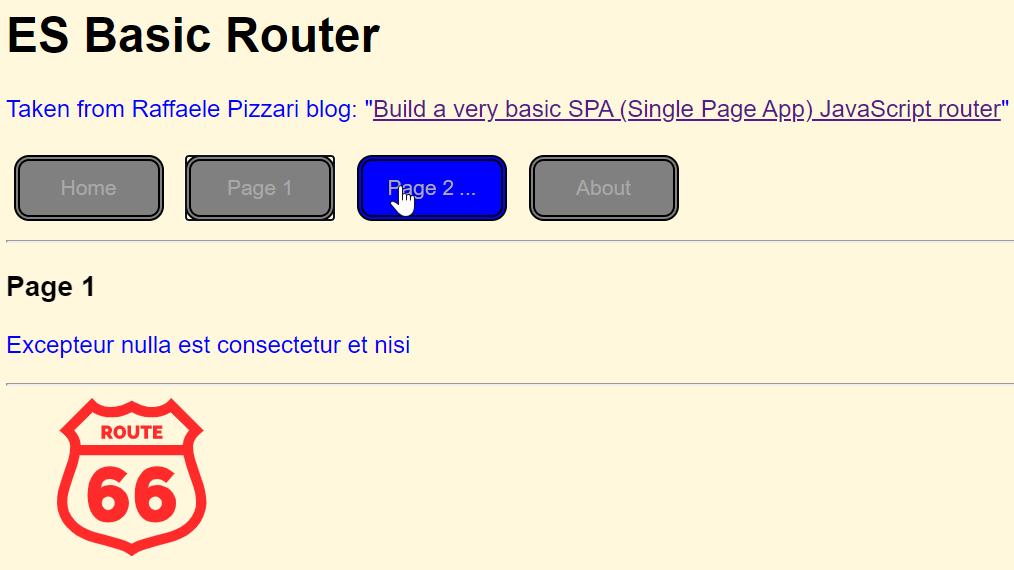 ES Basic Router
Taken from Raffaele Pizzari blog: "Build a very basic SPA (Single Page App) JavaScript router"
Home Page 1 Page 2 ... About
Page 1
Excepteur nulla est consectetur et nisi
ROUTE
66